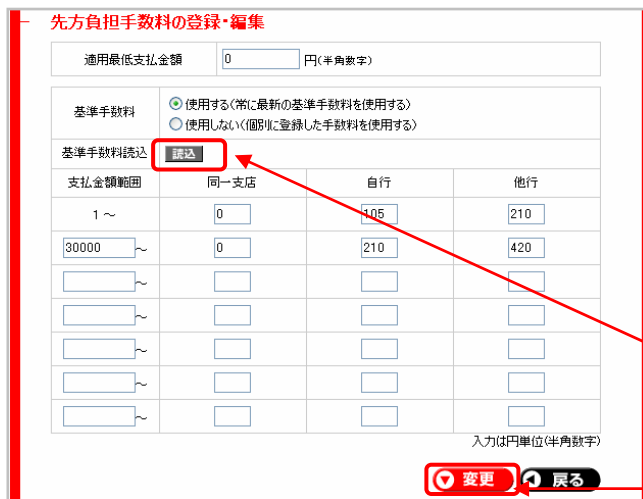 先方負担手数料の登録・編集
適用最低支払金額 0 円(半角数字)
基準手数料 使用する(常に最新の基準手数料を使用する)
使用しない(個別に登録した手数料を使用する)
基準手数料読込 読込
支払金額範囲 同一支店 自行 他行
1 ～ 0 105 210
30000 ～ 0 210 420
～
～
～
～
～
入力は円単位(半角数字)
変更 戻る